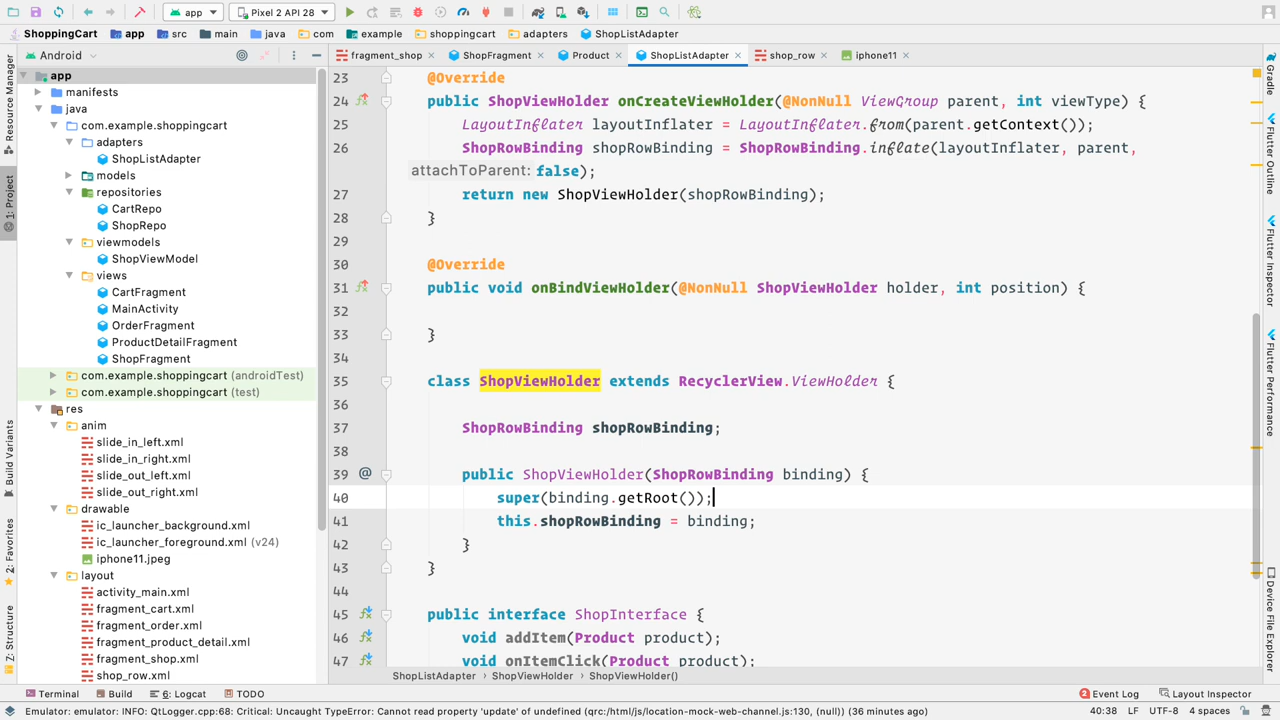 app
Pixel 2 API 28
ShoppingCart
app
src
main
java
com
example
shoppingcart
adapters
ShopListAdapter
Android
fragment_shop
ShopFragment
Product
ShopListAdapter
shop_row
iphone11
Resource Manager
1: Project
Build Variants
2: Favorites
7: Structure
app
manifests
java
com.example.shoppingcart
adapters
ShopListAdapter
models
repositories
CartRepo
ShopRepo
viewmodels
ShopViewModel
views
CartFragment
MainActivity
OrderFragment
ProductDetailFragment
ShopFragment
com.example.shoppingcart (androidTest)
com.example.shoppingcart (test)
res
anim
slide_in_left.xml
slide_in_right.xml
slide_out_left.xml
slide_out_right.xml
drawable
ic_launcher_background.xml
ic_launcher_foreground.xml (v24)
iphone11.jpeg
layout
activity_main.xml
fragment_cart.xml
fragment_order.xml
fragment_product_detail.xml
fragment_shop.xml
shop_row.xml
23 @Override
24 public ShopViewHolder onCreateViewHolder(@NonNull ViewGroup parent, int viewType) {
25 LayoutInflater layoutInflater = LayoutInflater.from(parent.getContext());
26 ShopRowBinding shopRowBinding = ShopRowBinding.inflate(layoutInflater, parent,
attachToParent: false);
27 return new ShopViewHolder(shopRowBinding);
28 }
29
30 @Override
31 public void onBindViewHolder(@NonNull ShopViewHolder holder, int position) {
32
33 }
34
35 class ShopViewHolder extends RecyclerView.ViewHolder {
36
37 ShopRowBinding shopRowBinding;
38
39 @ public ShopViewHolder(ShopRowBinding binding) {
40 super(binding.getRoot());
41 this.shopRowBinding = binding;
42 }
43 }
44
45 public interface ShopInterface {
46 void addItem(Product product);
47 void onItemClick(Product product);
ShopListAdapter > ShopViewHolder > ShopViewHolder()
Gradle
Flutter Outline
Flutter Inspector
Flutter Performance
Device File Explorer
Terminal
Build
6: Logcat
TODO
2 Event Log
Layout Inspector
Emulator: emulator: INFO: QtLogger.cpp:68: Critical: Uncaught TypeError: Cannot read property 'update' of undefined (qrc:/html/js/location-mock-web-channel.js:130, (null)) (36 minutes ago)
40:38 LF UTF-8 4 spaces